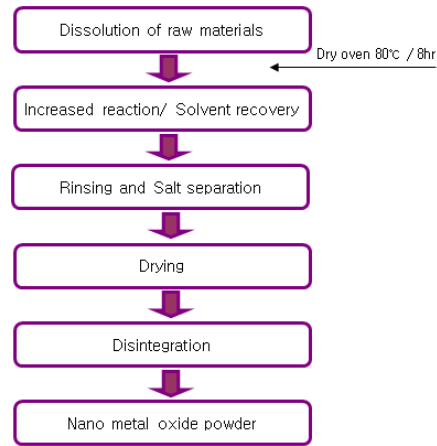 Dissolution of raw materials
Dry oven 80℃ / 8hr
Increased reaction/ Solvent recovery
Rinsing and Salt separation
Drying
Disintegration
Nano metal oxide powder